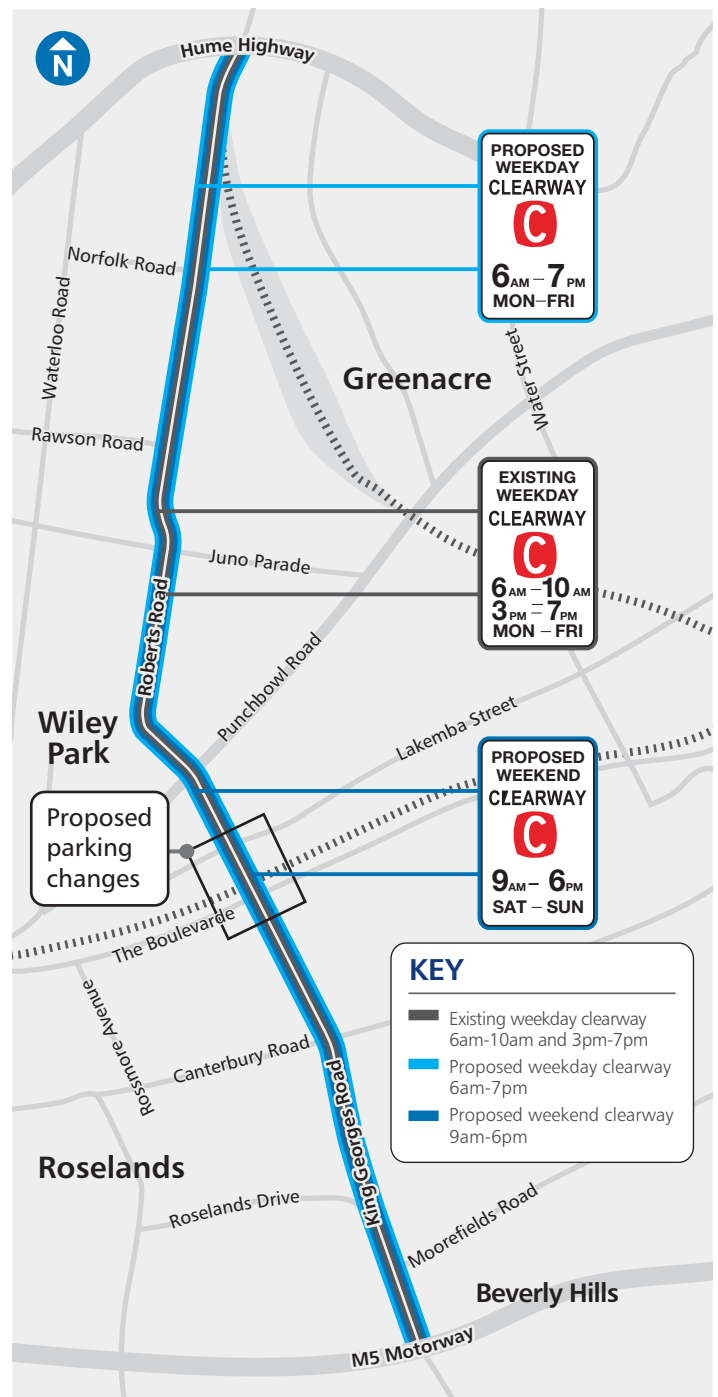 N
Hume Highway
PROPOSED
WEEKDAY
CLEARWAY
C
6AM – 7PM
MON–FRI
Norfolk Road
Waterloo Road
Greenacre
Water Street
Rawson Road
EXISTING
WEEKDAY
CLEARWAY
C
6AM – 10AM
3PM – 7PM
MON – FRI
Juno Parade
Roberts Road
Punchbowl Road
Wiley
Park
Lakemba Street
PROPOSED
WEEKEND
CLEARWAY
C
9AM – 6PM
SAT – SUN
Proposed
parking
changes
The Boulevarde
Rossmore Avenue
Canterbury Road
KEY
Existing weekday clearway
6am-10am and 3pm-7pm
Proposed weekday clearway
6am-7pm
Proposed weekend clearway
9am-6pm
King Georges Road
Roselands
Roselands Drive
Moorefields Road
Beverly Hills
M5 Motorway